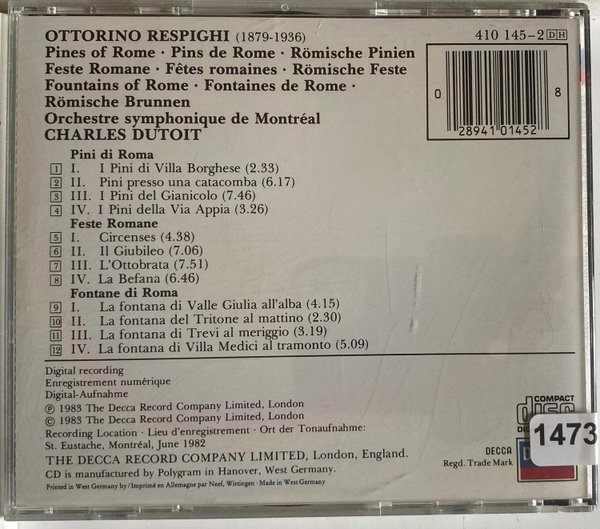 OTTORINO RESPIGHI (1879-1936) 410 145-2 DH
Pines of Rome · Pins de Rome · Römische Pinien
Feste Romane · Fêtes romaines · Römische Feste
Fountains of Rome · Fontaines de Rome ·
Römische Brunnen
Orchestre symphonique de Montréal
CHARLES DUTOIT
0 28941 01452 8
Pini di Roma
1 I. I Pini di Villa Borghese (2.33)
2 II. Pini presso una catacomba (6.17)
3 III. I Pini del Gianicolo (7.46)
4 IV. I Pini della Via Appia (3.26)
Feste Romane
5 I. Circenses (4.38)
6 II. Il Giubileo (7.06)
7 III. L'Ottobrata (7.51)
8 IV. La Befana (6.46)
Fontane di Roma
9 I. La fontana di Valle Giulia all'alba (4.15)
10 II. La fontana del Tritone al mattino (2.30)
11 III. La fontana di Trevi al meriggio (3.19)
12 IV. La fontana di Villa Medici al tramonto (5.09)
Digital recording
Enregistrement numérique
Digital-Aufnahme
℗ 1983 The Decca Record Company Limited, London
© 1983 The Decca Record Company Limited, London
Recording Location · Lieu d'enregistrement · Ort der Tonaufnahme:
St. Eustache, Montréal, June 1982
THE DECCA RECORD COMPANY LIMITED, London, England.
CD is manufactured by Polygram in Hanover, West Germany.
Printed in West Germany by/Imprimé en Allemagne par Neef, Wittingen · Made in West Germany
COMPACT
disc
DECCA
Regd. Trade Mark
1473